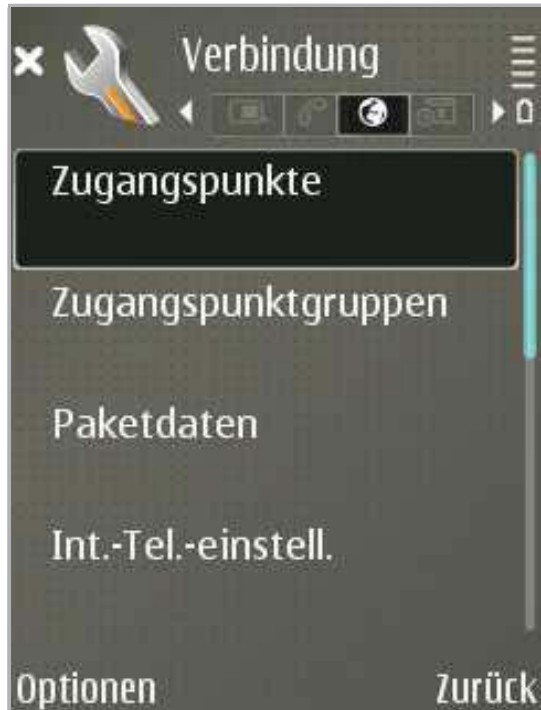 Verbindung
Zugangspunkte
Zugangspunktgruppen
Paketdaten
Int.-Tel.-einstell.
Optionen Zurück